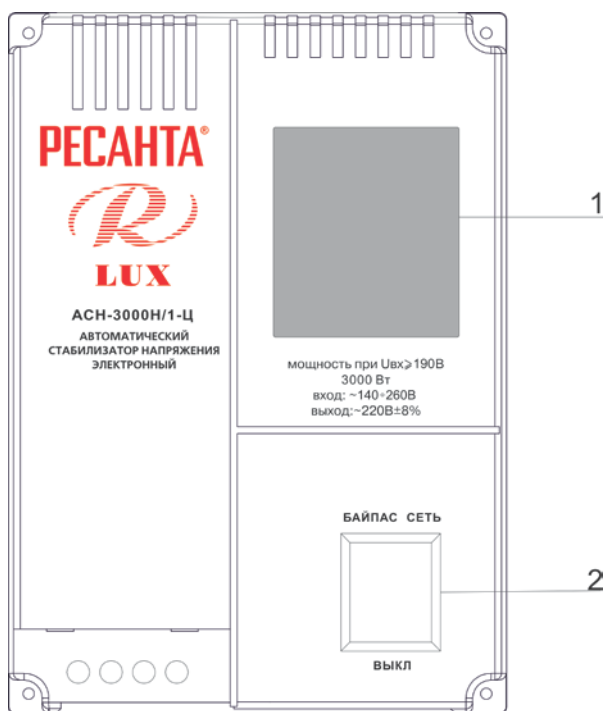 РЕСАНТА®
R
LUX
АСН-3000Н/1-Ц
АВТОМАТИЧЕСКИЙ
СТАБИЛИЗАТОР НАПРЯЖЕНИЯ
ЭЛЕКТРОННЫЙ
1
мощность при Uвх⩾190В
3000 Вт
вход: ~140÷260В
выход:~220В±8%
БАЙПАС СЕТЬ
2
ВЫКЛ